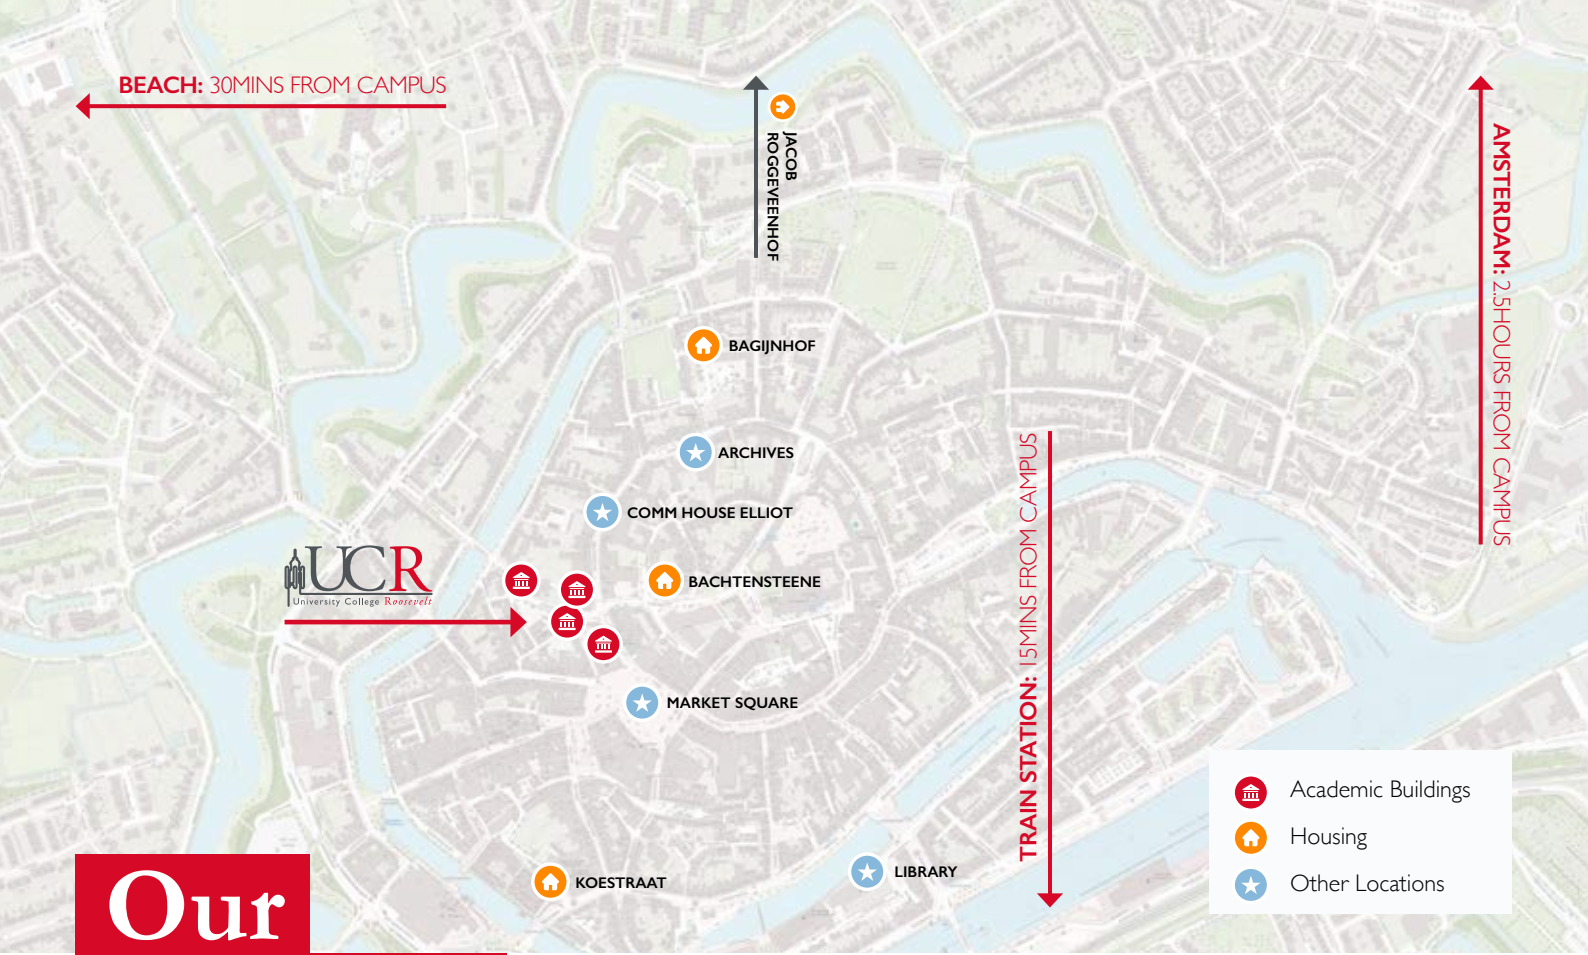 BEACH: 30MINS FROM CAMPUS
JACOB
ROGGEVEENHOF
AMSTERDAM: 2.5HOURS FROM CAMPUS
BAGIJNHOF
ARCHIVES
COMM HOUSE ELLIOT
UCR
University College Roosevelt
BACHTENSTEENE
MARKET SQUARE
TRAIN STATION: 15MINS FROM CAMPUS
KOESTRAAT
LIBRARY
Academic Buildings
Housing
Other Locations
Our